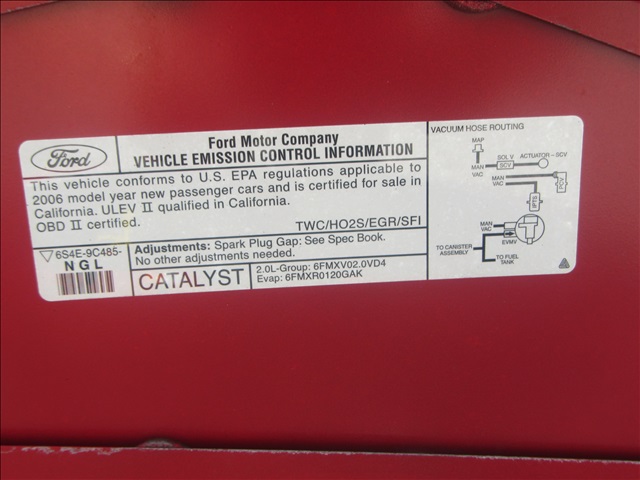 Ford
Ford Motor Company
VEHICLE EMISSION CONTROL INFORMATION
This vehicle conforms to U.S. EPA regulations applicable to
2006 model year new passenger cars and is certified for sale in
California. ULEV II qualified in California.
OBD II certified.
TWC/HO2S/EGR/SFI
6S4E-9C485-
NGL
Adjustments: Spark Plug Gap: See Spec Book.
No other adjustments needed.
CATALYST
2.0L-Group: 6FMXV02.0VD4
Evap: 6FMXR0120GAK
VACUUM HOSE ROUTING
MAP
MAN
VAC
SOL V
SCV
ACTUATOR-SCV
MAN
VAC
PCV
IPTS
MAN
VAC
EVMV
TO CANISTER
ASSEMBLY
TO FUEL
TANK